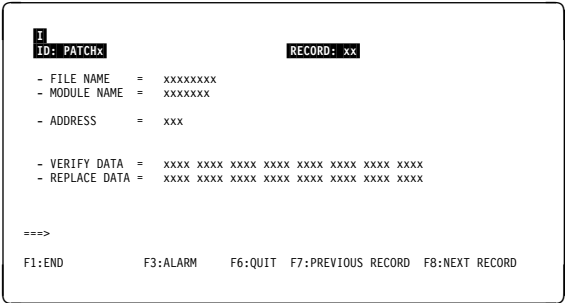 I
ID: PATCHx RECORD: xx
- FILE NAME = xxxxxxxx
- MODULE NAME = xxxxxxx
- ADDRESS = xxx
- VERIFY DATA = xxxx xxxx xxxx xxxx xxxx xxxx xxxx xxxx
- REPLACE DATA = xxxx xxxx xxxx xxxx xxxx xxxx xxxx xxxx
===>
F1:END F3:ALARM F6:QUIT F7:PREVIOUS RECORD F8:NEXT RECORD